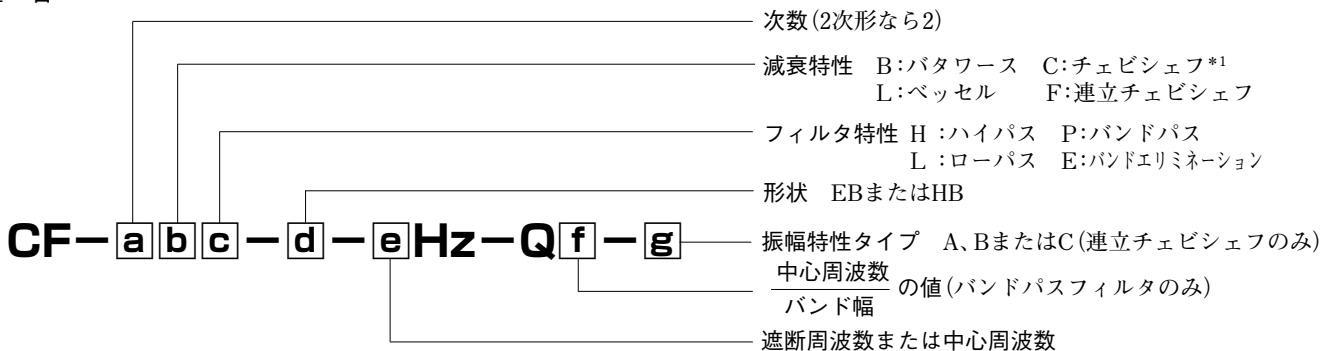 次数(2次形なら2)
減衰特性 B:バタワース C:チェビシェフ*1
L:ベッセル F:連立チェビシェフ
フィルタ特性 H:ハイパス P:バンドパス
L:ローパス E:バンドエリミネーション
形状 EBまたはHB
CF－a b c－d－e Hz－Q f－g
振幅特性タイプ A、BまたはC(連立チェビシェフのみ)
中心周波数
バンド幅
の値(バンドパスフィルタのみ)
遮断周波数または中心周波数